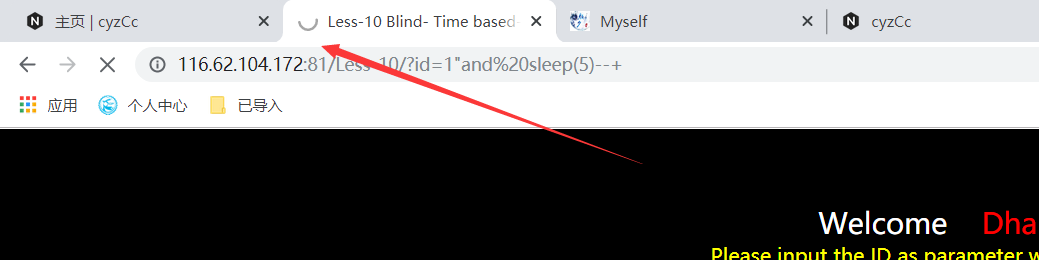 主页 | cyzCc Less-10 Blind- Time based- Myself cyzCc
116.62.104.172:81/Less-10/?id=1"and%20sleep(5)--+
应用 个人中心 已导入
Welcome Dha
Please input the ID as parameter w